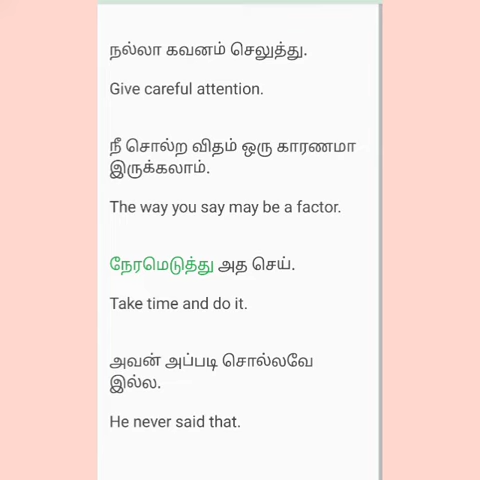 நல்லா கவனம் செலுத்து.
Give careful attention.
நீ சொல்ற விதம் ஒரு காரணமா
இருக்கலாம்.
The way you say may be a factor.
நேரமெடுத்து அத செய்.
Take time and do it.
அவன் அப்படி சொல்லவே
இல்ல.
He never said that.